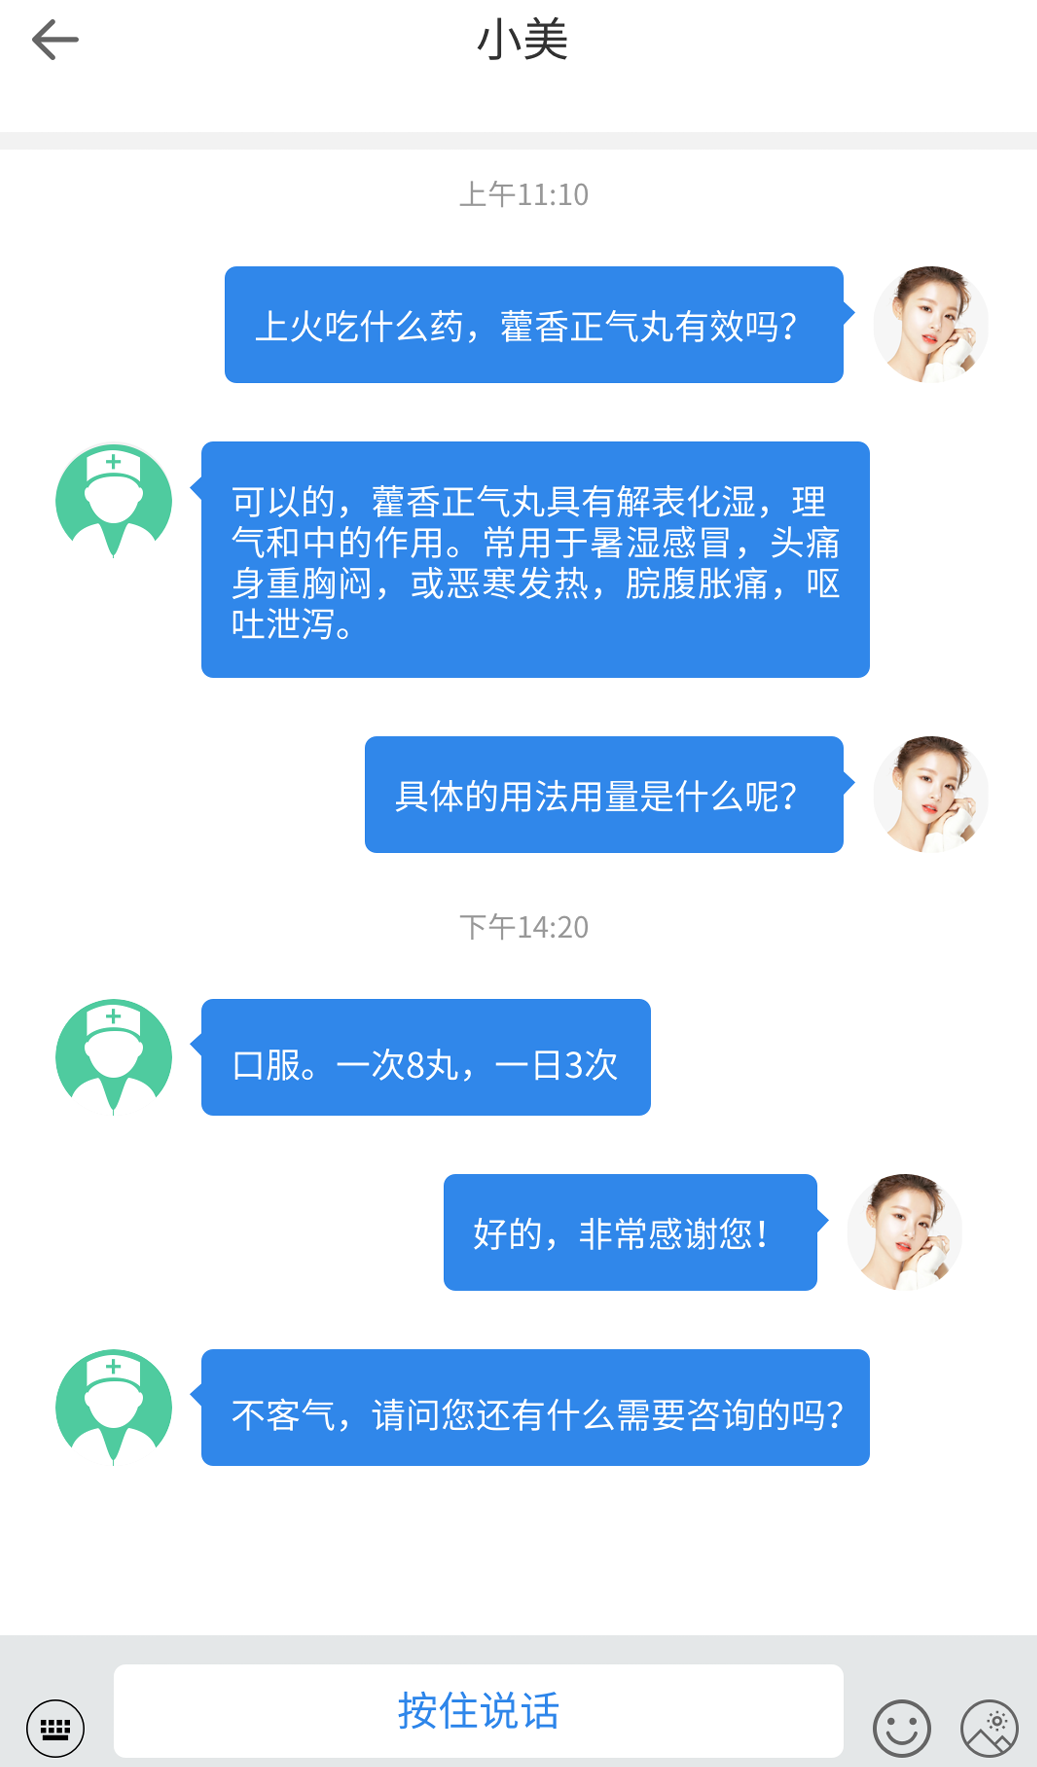 小美
上午11:10
上火吃什么药，藿香正气丸有效吗？
可以的，藿香正气丸具有解表化湿，理
气和中的作用。常用于暑湿感冒，头痛
身重胸闷，或恶寒发热，脘腹胀痛，呕
吐泄泻。
具体的用法用量是什么呢？
下午14:20
口服。一次8丸，一日3次
好的，非常感谢您！
不客气，请问您还有什么需要咨询的吗？
按住说话